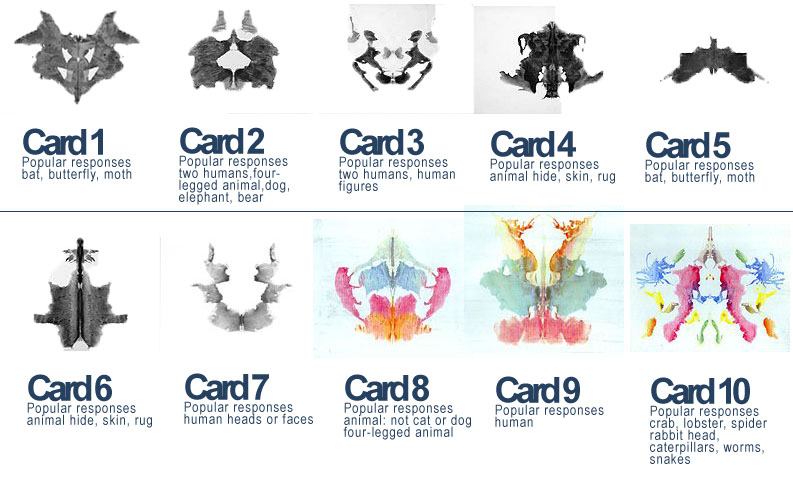 Card 1
Popular responses
bat, butterfly, moth
Card 2
Popular responses
two humans,four-
legged animal,dog,
elephant, bear
Card 3
Popular responses
two humans, human
figures
Card 4
Popular responses
animal hide, skin, rug
Card 5
Popular responses
bat, butterfly, moth
Card 6
Popular responses
animal hide, skin, rug
Card 7
Popular responses
human heads or faces
Card 8
Popular responses
animal: not cat or dog
four-legged animal
Card 9
Popular responses
human
Card 10
Popular responses
crab, lobster, spider
rabbit head,
caterpillars, worms,
snakes